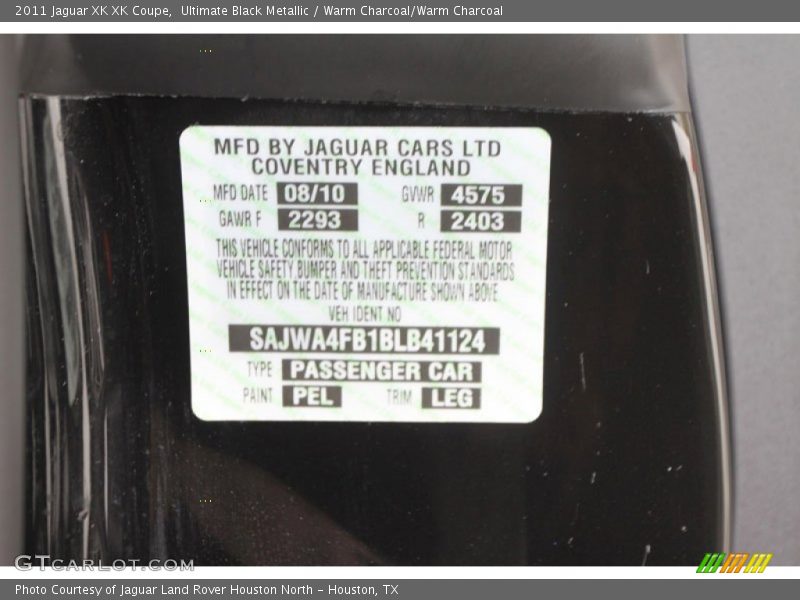 2011 Jaguar XK XK Coupe, Ultimate Black Metallic / Warm Charcoal/Warm Charcoal
MFD BY JAGUAR CARS LTD
COVENTRY ENGLAND
MFD DATE 08/10 GVWR 4575
GAWR F 2293 R 2403
THIS VEHICLE CONFORMS TO ALL APPLICABLE FEDERAL MOTOR
VEHICLE SAFETY BUMPER AND THEFT PREVENTION STANDARDS
IN EFFECT ON THE DATE OF MANUFACTURE SHOWN ABOVE
VEH IDENT NO
SAJWA4FB1BLB41124
TYPE PASSENGER CAR
PAINT PEL TRIM LEG
GTCARLOT.COM
Photo Courtesy of Jaguar Land Rover Houston North - Houston, TX